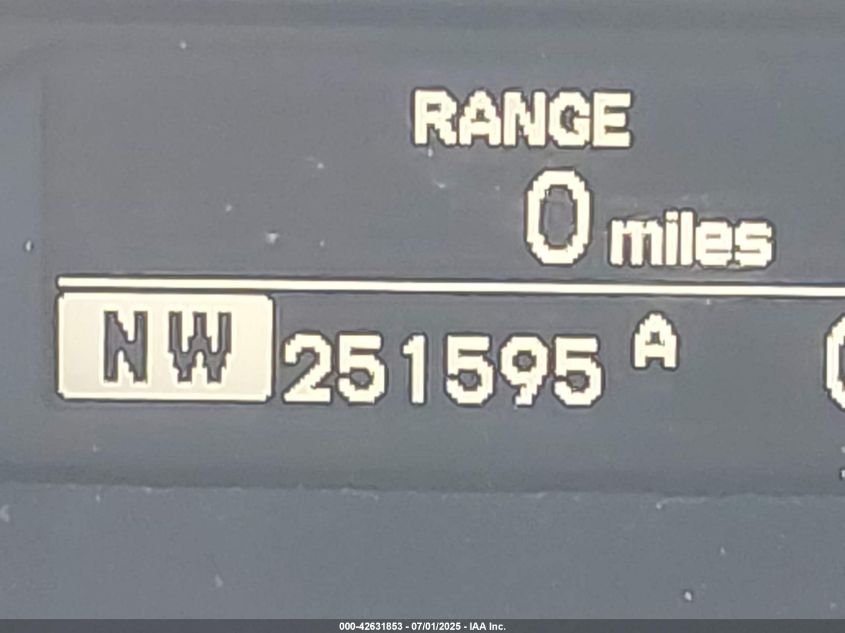 RANGE
0 miles
NW 251595 A
000-42631853 - 07/01/2025 - IAA Inc.